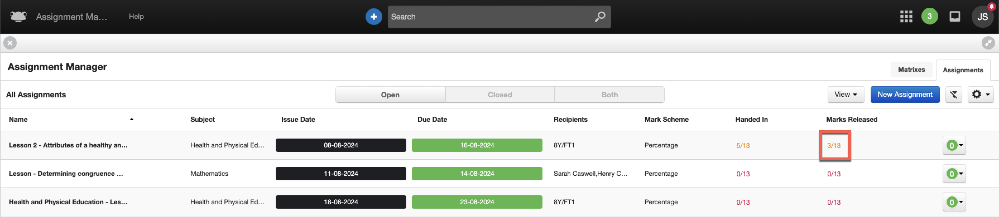 Assignment Ma... Help Search 3 JS
Assignment Manager Matrixes Assignments
All Assignments Open Closed Both View New Assignment
Name Subject Issue Date Due Date Recipients Mark Scheme Handed In Marks Released
Lesson 2 - Attributes of a healthy an... Health and Physical Ed... 08-08-2024 16-08-2024 8Y/FT1 Percentage 5/13 3/13 0
Lesson - Determining congruence ... Mathematics 11-08-2024 14-08-2024 Sarah Caswell,Henry C... Percentage 0/13 0/13 0
Health and Physical Education - Les... Health and Physical Ed... 18-08-2024 23-08-2024 8Y/FT1 Percentage 0/13 0/13 0